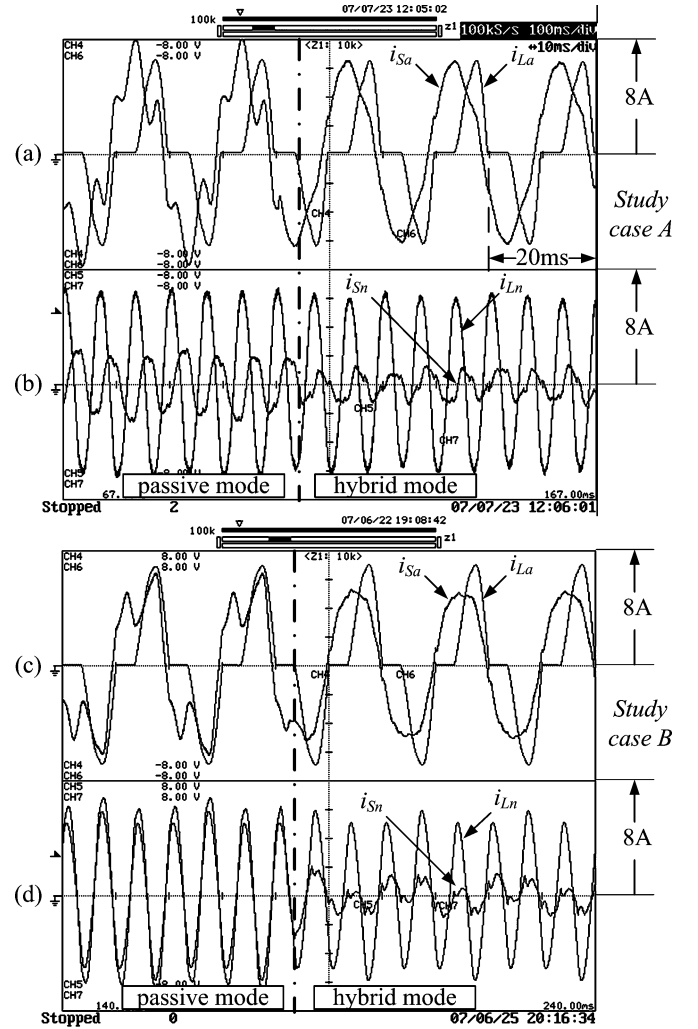 07/07/23 12:05:02
100k
z1
100kS/s 100ms/div
CH4 -8.00 V
CH6 -8.00 V
<Z1: 10k>
↔10ms/div
iSa
iLa
8A
(a)
CH4
CH6
Study
case A
CH4 -8.00 V
CH6 -8.00 V
20ms
CH5 -8.00 V
CH7 -8.00 V
iSn
iLn
8A
(b)
CH5
CH7
CH5 -8.00 V
CH7
passive mode
hybrid mode
67.
167.00ms
Stopped 2 07/07/23 12:06:01
07/06/22 19:08:42
100k
z1
CH4 8.00 V
CH6 8.00 V
<Z1: 10k>
iSa
iLa
8A
(c)
CH4
CH6
Study
case B
CH4 -8.00 V
CH6 -8.00 V
CH5 8.00 V
CH7 8.00 V
iSn
iLn
8A
(d)
CH5
CH7
CH5 -8.00 V
CH7
passive mode
hybrid mode
140.
240.00ms
Stopped 0 07/06/25 20:16:34